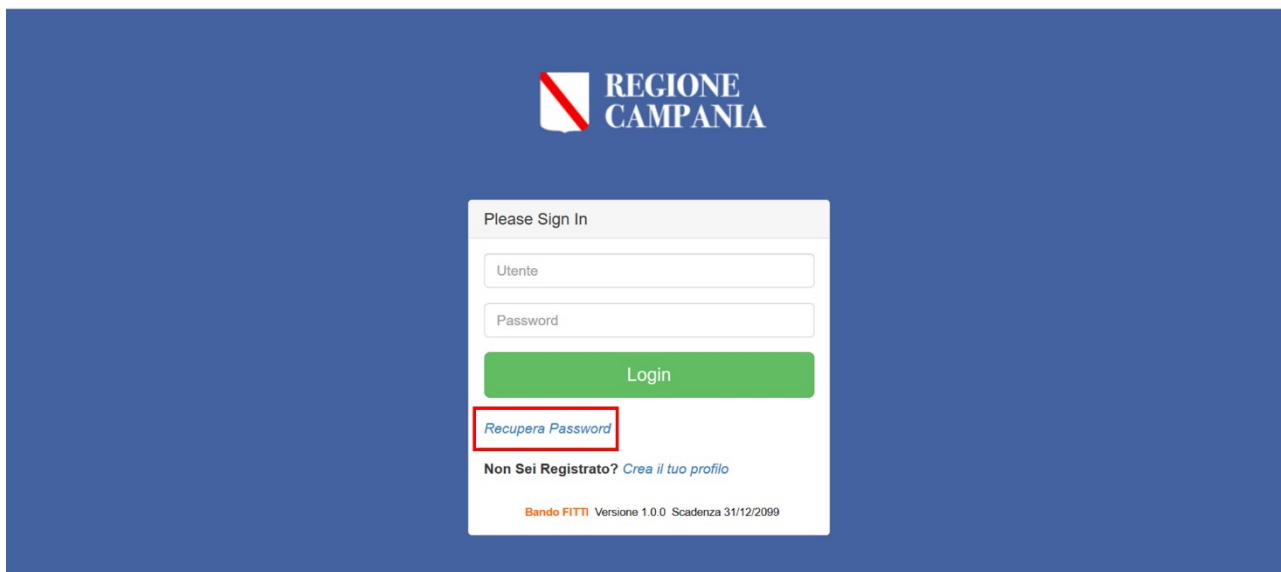 REGIONE
CAMPANIA
Please Sign In
Utente
Password
Login
Recupera Password
Non Sei Registrato? Crea il tuo profilo
Bando FITTI Versione 1.0.0 Scadenza 31/12/2099